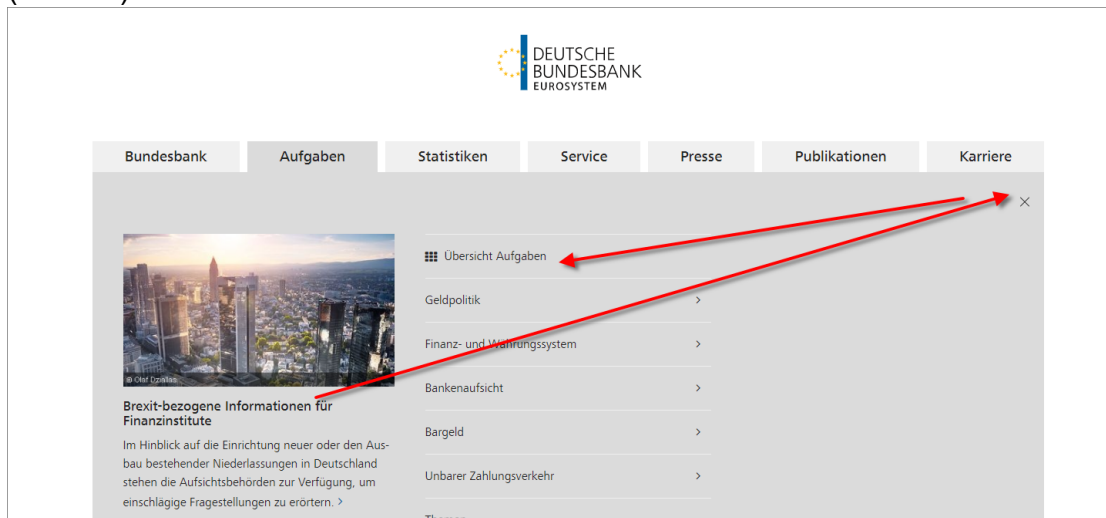 DEUTSCHE
BUNDESBANK
EUROSYSTEM
Bundesbank Aufgaben Statistiken Service Presse Publikationen Karriere
Übersicht Aufgaben
Geldpolitik
Finanz- und Währungssystem
Bankenaufsicht
Bargeld
Unbarer Zahlungsverkehr
© Olaf Dziallas
Brexit-bezogene Informationen für
Finanzinstitute
Im Hinblick auf die Einrichtung neuer oder den Aus-
bau bestehender Niederlassungen in Deutschland
stehen die Aufsichtsbehörden zur Verfügung, um
einschlägige Fragestellungen zu erörtern. >